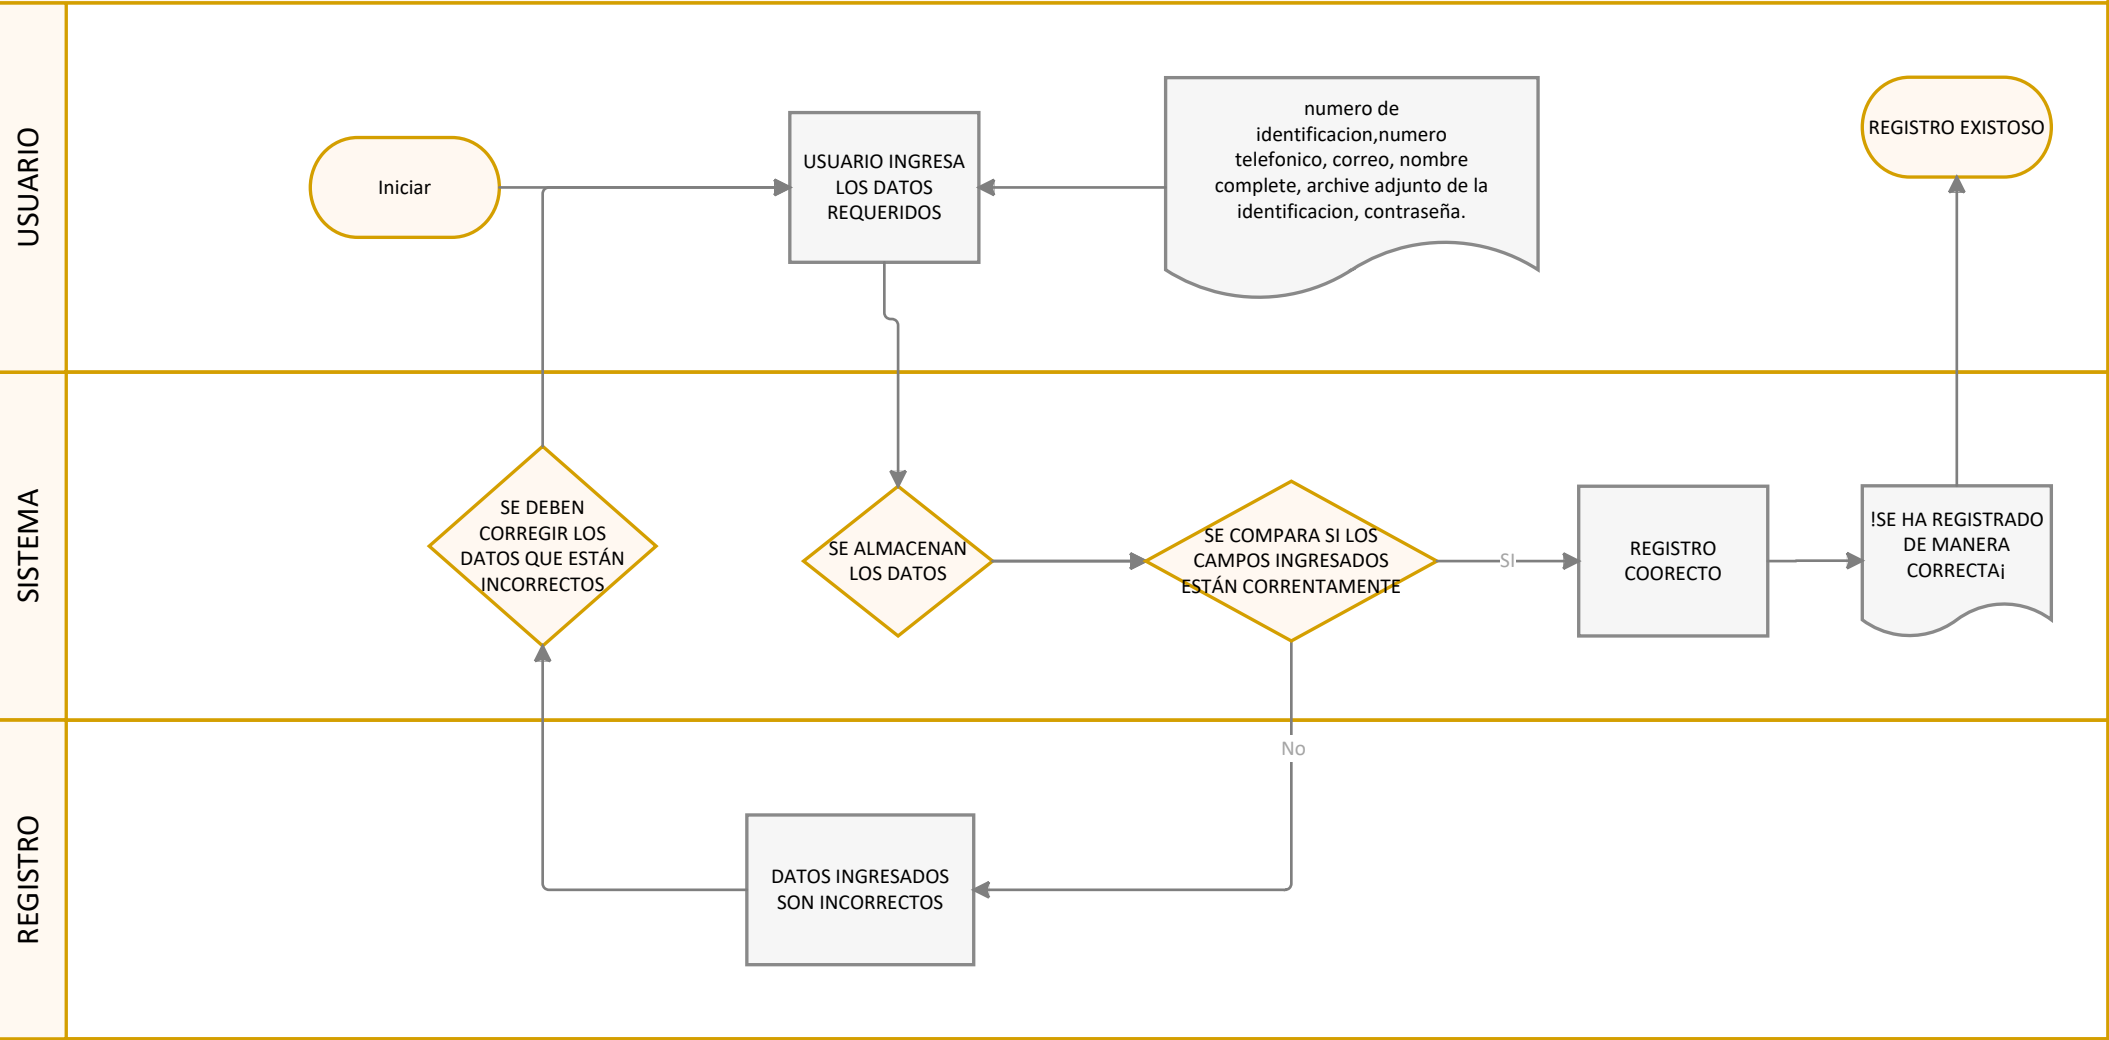 USUARIO
Iniciar
USUARIO INGRESA
LOS DATOS
REQUERIDOS
numero de
identificacion,numero
telefonico, correo, nombre
complete, archive adjunto de la
identificacion, contraseña.
REGISTRO EXISTOSO
SISTEMA
SE DEBEN
CORREGIR LOS
DATOS QUE ESTÁN
INCORRECTOS
SE ALMACENAN
LOS DATOS
SE COMPARA SI LOS
CAMPOS INGRESADOS
ESTÁN CORRENTAMENTE
SI
REGISTRO
COORECTO
!SE HA REGISTRADO
DE MANERA
CORRECTA¡
No
REGISTRO
DATOS INGRESADOS
SON INCORRECTOS